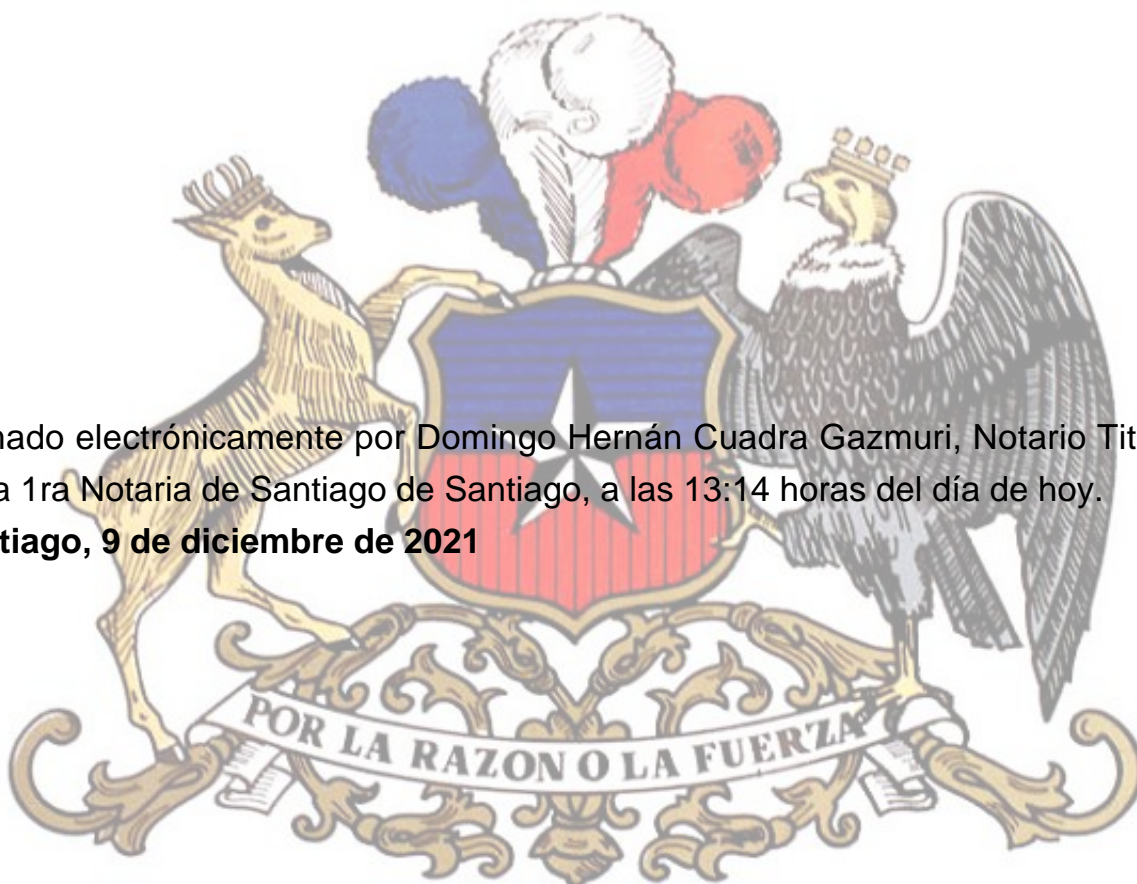 nado electrónicamente por Domingo Hernán Cuadra Gazmuri, Notario Tit
a 1ra Notaria de Santiago de Santiago, a las 13:14 horas del día de hoy.
tiago, 9 de diciembre de 2021
POR LA RAZON O LA FUERZA